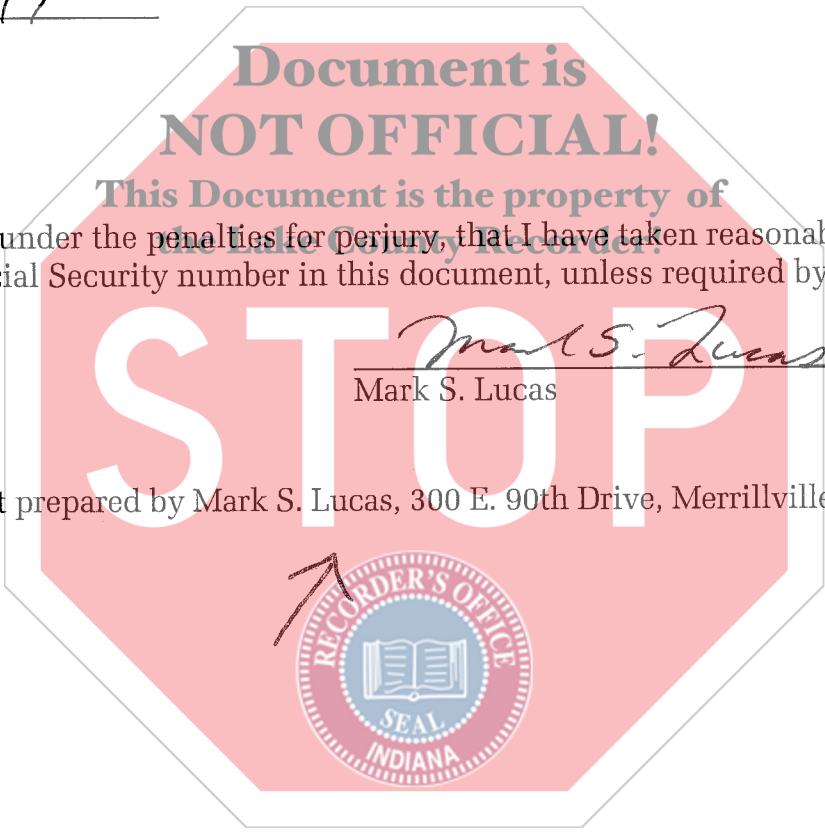 Document is
NOT OFFICIAL!
This Document is the property of
the Lake County Recorder!
under the penalties for perjury, that I have taken reasonab
cial Security number in this document, unless required by
STOP
Mark S. Lucas
Mark S. Lucas
t prepared by Mark S. Lucas, 300 E. 90th Drive, Merrillville
RECORDER'S OFFICE
SEAL
INDIANA